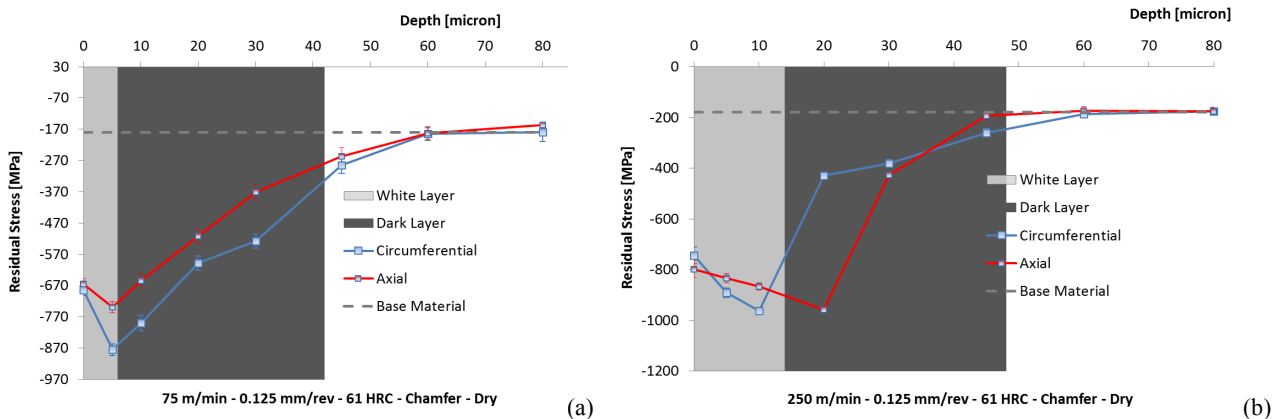 Depth [micron]
0 10 20 30 40 50 60 70 80
30
-70
-170
-270
-370
-470
-570
-670
-770
-870
-970
Residual Stress [MPa]
White Layer
Dark Layer
Circumferential
Axial
Base Material
75 m/min - 0.125 mm/rev - 61 HRC - Chamfer - Dry
(a)
Depth [micron]
0 10 20 30 40 50 60 70 80
0
-200
-400
-600
-800
-1000
-1200
Residual Stress [MPa]
White Layer
Dark Layer
Circumferential
Axial
Base Material
250 m/min - 0.125 mm/rev - 61 HRC - Chamfer - Dry
(b)